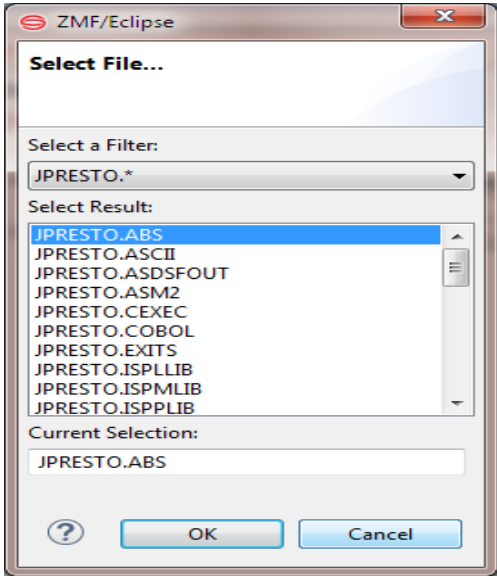 ZMF/Eclipse
Select File...
Select a Filter:
JPRESTO.*
Select Result:
JPRESTO.ABS
JPRESTO.ASCII
JPRESTO.ASDSFOUT
JPRESTO.ASM2
JPRESTO.CEXEC
JPRESTO.COBOL
JPRESTO.EXITS
JPRESTO.ISPLLIB
JPRESTO.ISPMLIB
JPRESTO.ISPPLIB
Current Selection:
JPRESTO.ABS
?
OK
Cancel